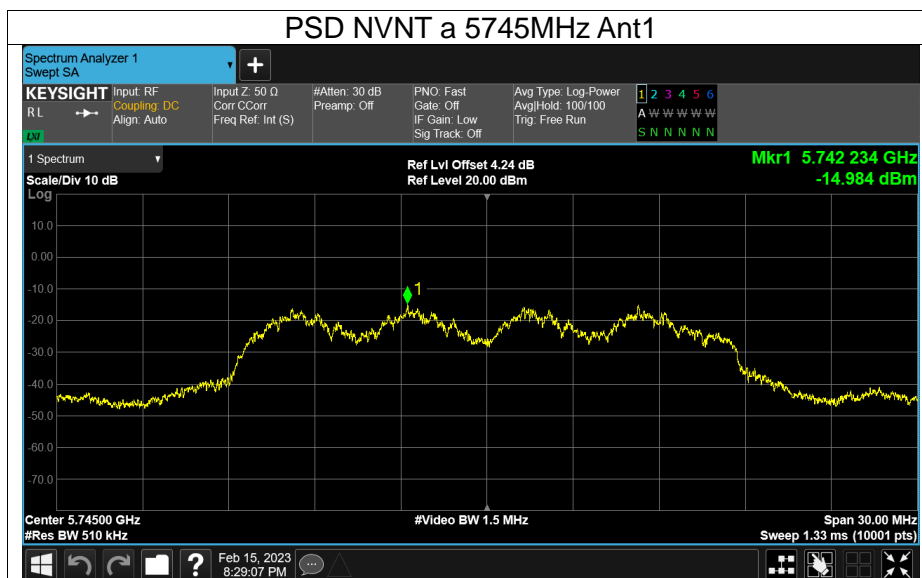 PSD NVNT a 5745MHz Ant1
Spectrum Analyzer 1
Swept SA
KEYSIGHT
RL
LXI
Input: RF
Coupling: DC
Align: Auto
Input Z: 50 Ω
Corr CCorr
Freq Ref: Int (S)
#Atten: 30 dB
Preamp: Off
PNO: Fast
Gate: Off
IF Gain: Low
Sig Track: Off
Avg Type: Log-Power
Avg|Hold: 100/100
Trig: Free Run
1 2 3 4 5 6
A W W W W W
S N N N N N
1 Spectrum
Scale/Div 10 dB
Log
Ref Lvl Offset 4.24 dB
Ref Level 20.00 dBm
Mkr1 5.742 234 GHz
-14.984 dBm
10.0
0.00
-10.0
-20.0
-30.0
-40.0
-50.0
-60.0
-70.0
1
Center 5.74500 GHz
#Res BW 510 kHz
#Video BW 1.5 MHz
Span 30.00 MHz
Sweep 1.33 ms (10001 pts)
?
Feb 15, 2023
8:29:07 PM